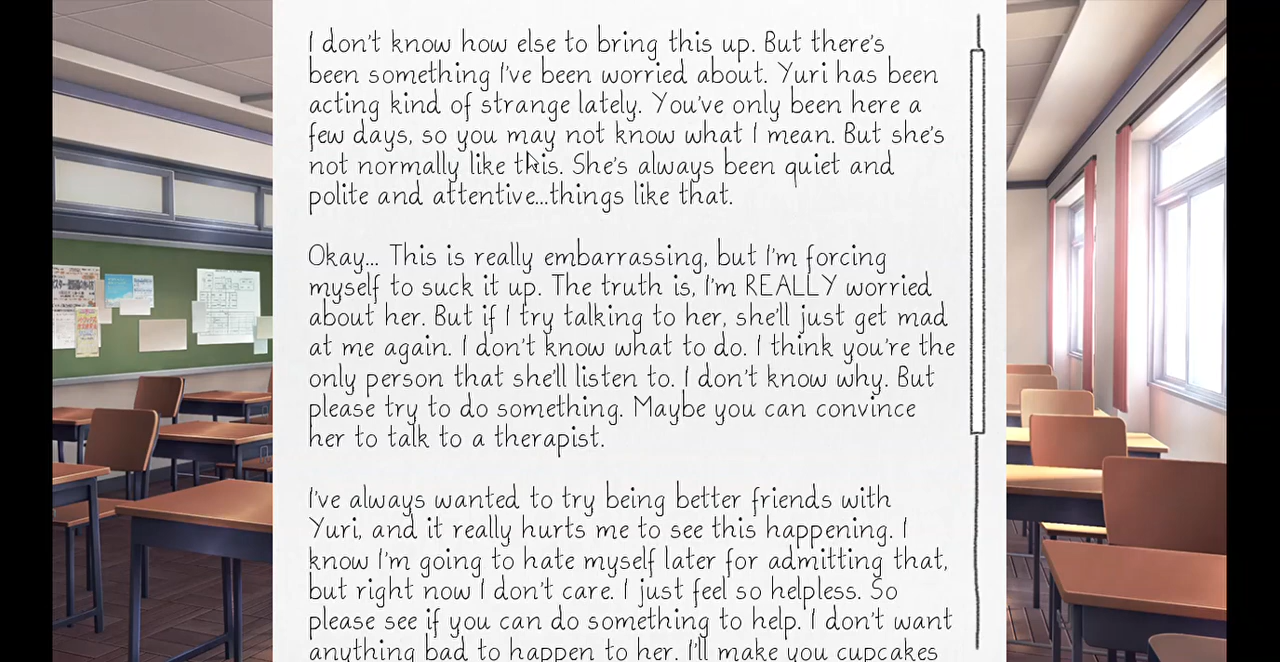 I don't know how else to bring this up. But there's
been something I've been worried about. Yuri has been
acting kind of strange lately. You've only been here a
few days, so you may not know what I mean. But she's
not normally like this. She's always been quiet and
polite and attentive...things like that.
Okay... This is really embarrassing, but I'm forcing
myself to suck it up. The truth is, I'm REALLY worried
about her. But if I try talking to her, she'll just get mad
at me again. I don't know what to do. I think you're the
only person that she'll listen to. I don't know why. But
please try to do something. Maybe you can convince
her to talk to a therapist.
I've always wanted to try being better friends with
Yuri, and it really hurts me to see this happening. I
know I'm going to hate myself later for admitting that,
but right now I don't care. I just feel so helpless. So
please see if you can do something to help. I don't want
anything bad to happen to her. I'll make you cupcakes